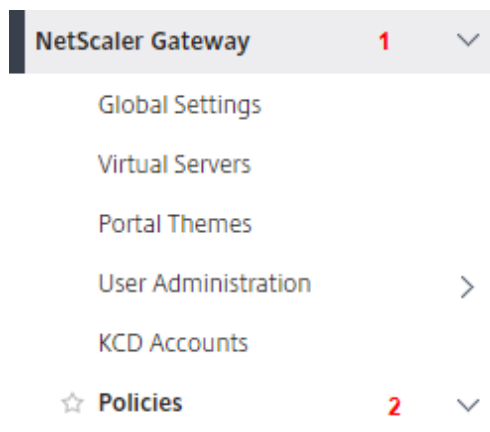 NetScaler Gateway 1
Global Settings
Virtual Servers
Portal Themes
User Administration
KCD Accounts
Policies 2